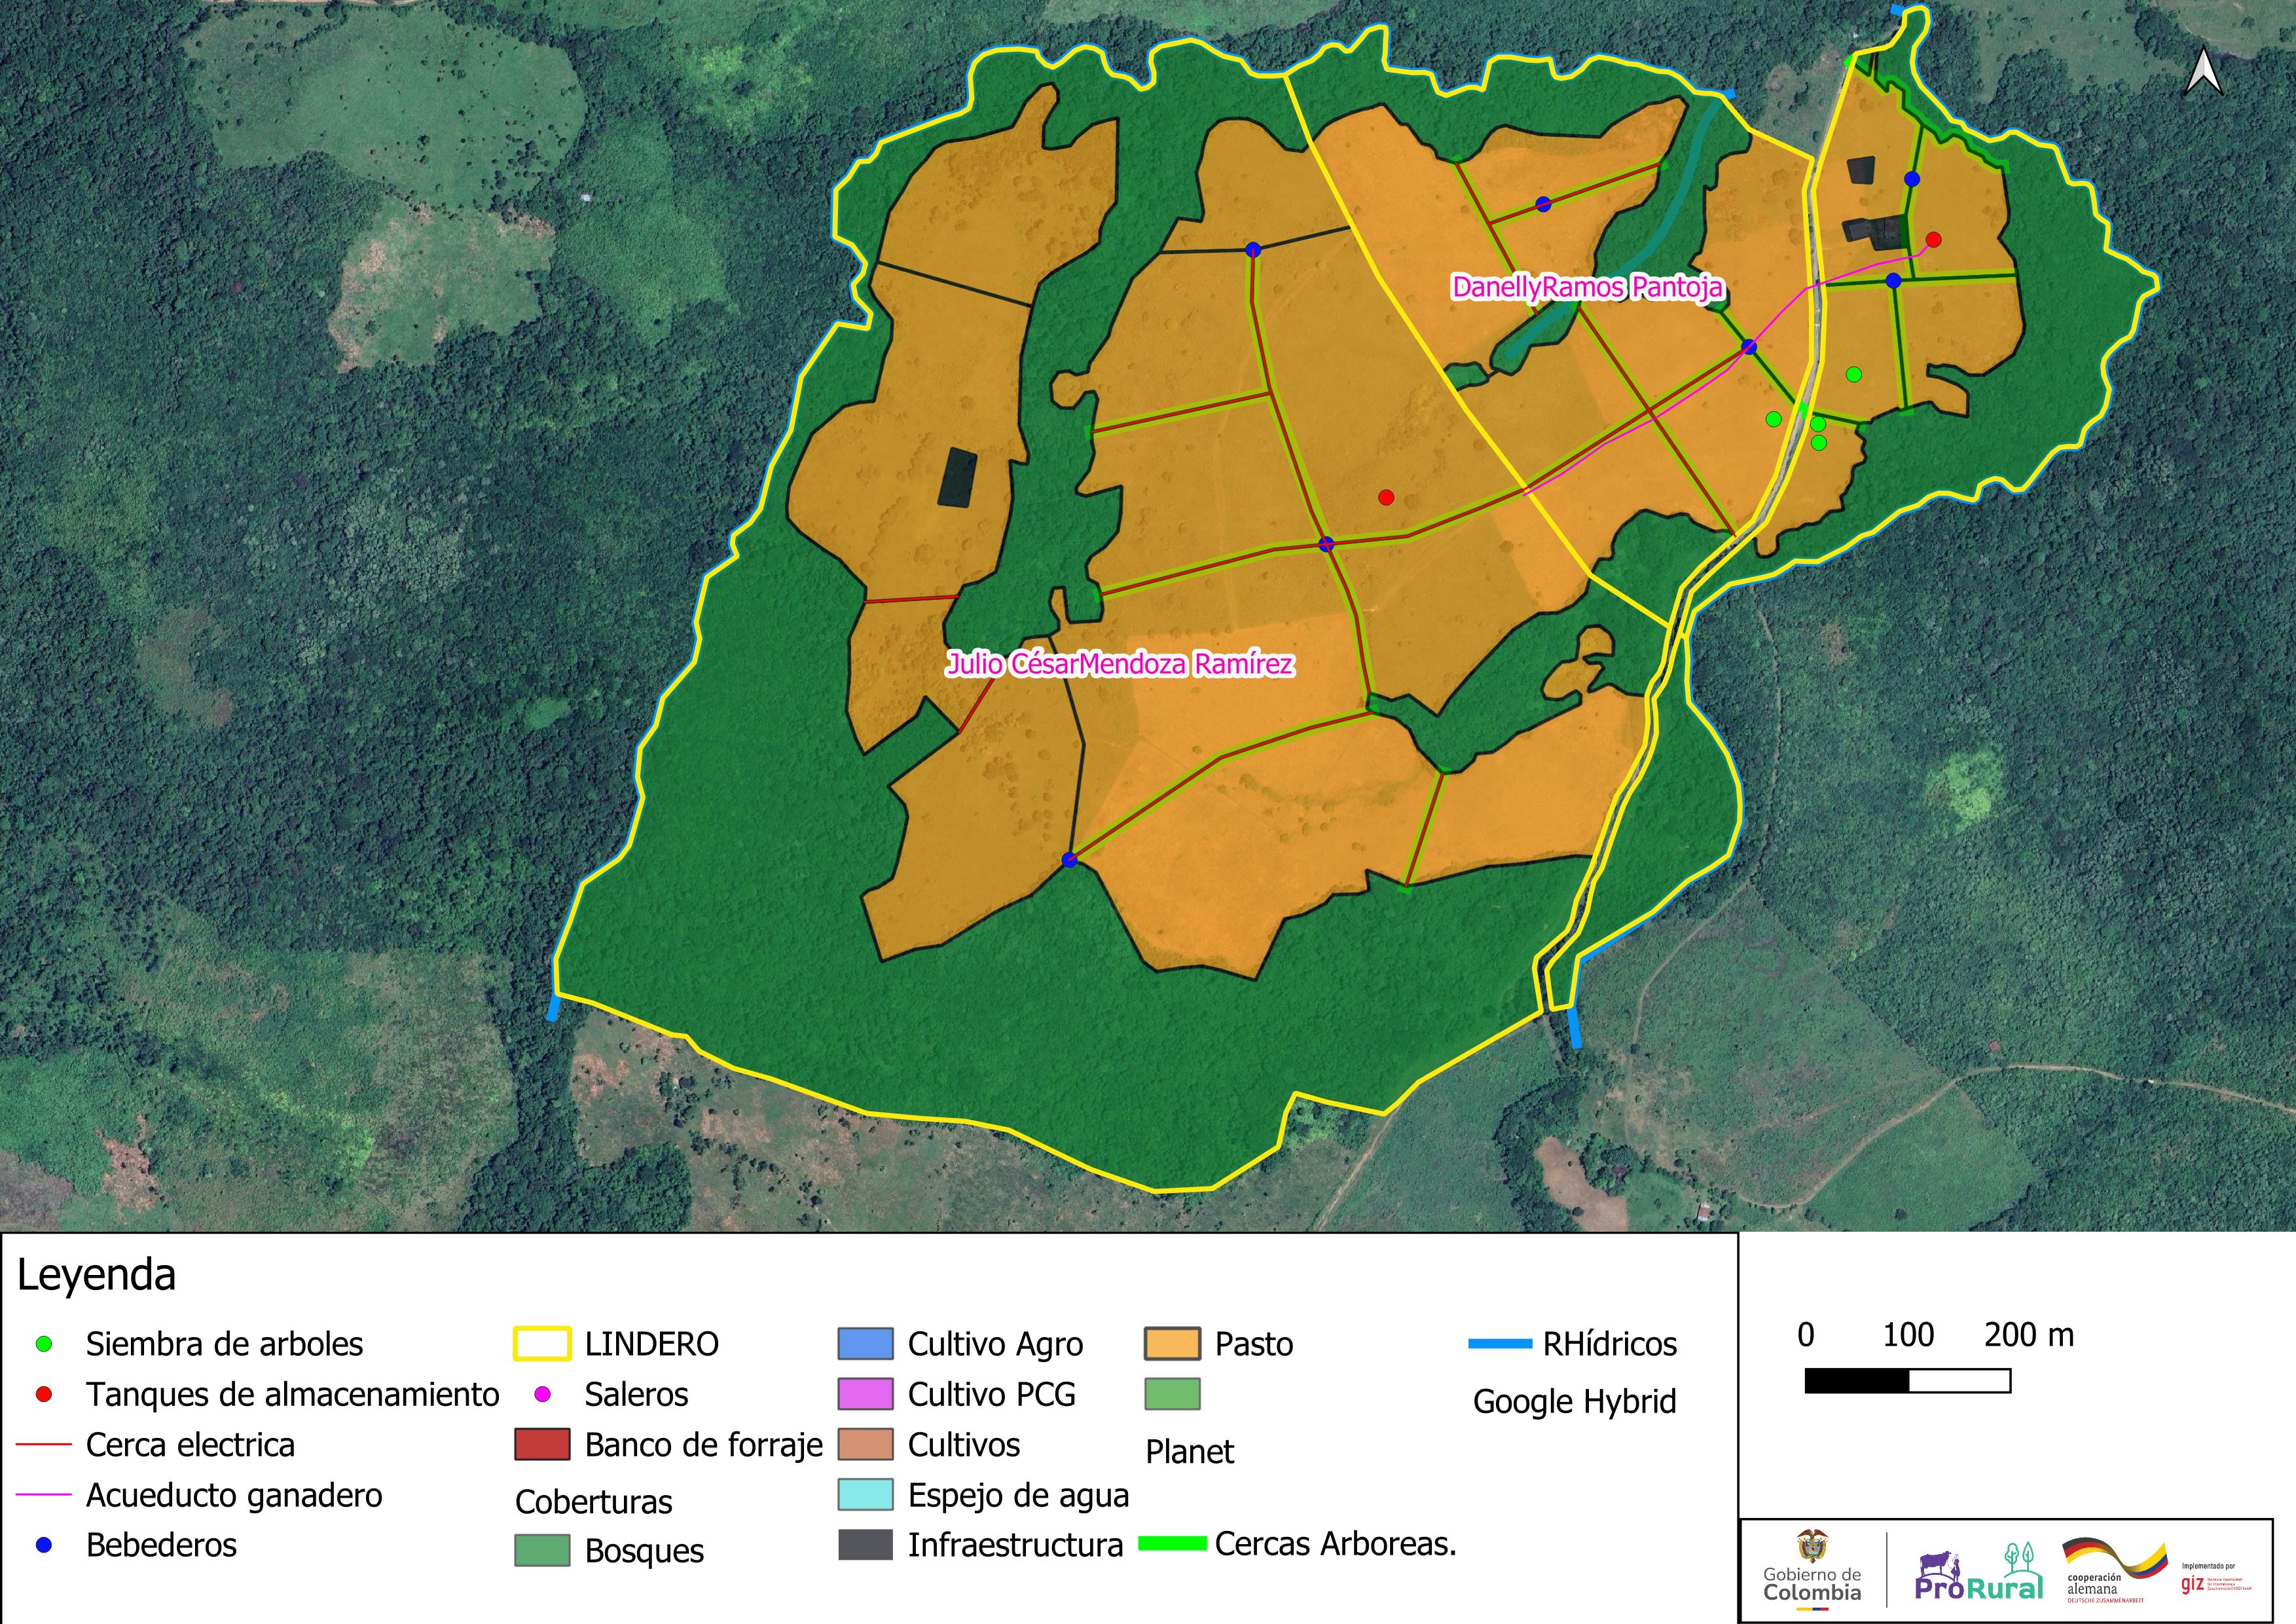 DanellyRamos Pantoja
Julio CésarMendoza Ramírez
Leyenda
Siembra de arboles
Tanques de almacenamiento
Cerca electrica
Acueducto ganadero
Bebederos
LINDERO
Saleros
Banco de forraje
Coberturas
Bosques
Cultivo Agro
Cultivo PCG
Cultivos
Espejo de agua
Infraestructura
Pasto
Planet
Cercas Arboreas.
RHídricos
Google Hybrid
0 100 200 m
Gobierno de
Colombia
ProRural
cooperación
alemana
DEUTSCHE ZUSAMMENARBEIT
Implementado por
giz